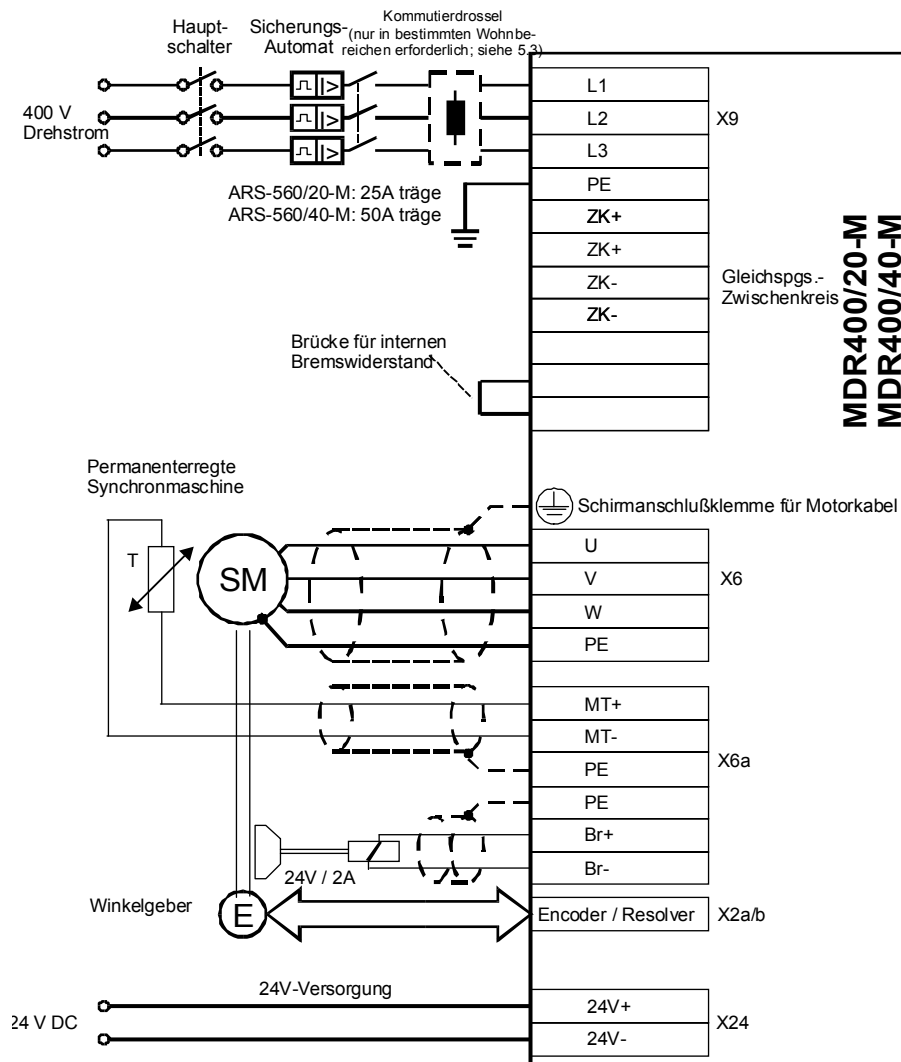 Haupt-
schalter
Sicherungs-
Automat
Kommutierdrossel
(nur in bestimmten Wohnbe-
reichen erforderlich; siehe 5.3)
400 V
Drehstrom
L1
L2
L3
PE
ZK+
ZK+
ZK-
ZK-
X9
ARS-560/20-M: 25A träge
ARS-560/40-M: 50A träge
Gleichspgs.-
Zwischenkreis
MDR400/20-M
MDR400/40-M
Brücke für internen
Bremswiderstand
Permanenterregte
Synchronmaschine
Schirmanschlußklemme für Motorkabel
T
SM
U
V
W
PE
X6
MT+
MT-
PE
PE
Br+
Br-
X6a
24V / 2A
Winkelgeber
E
Encoder / Resolver
X2a/b
24V-Versorgung
24 V DC
24V+
24V-
X24